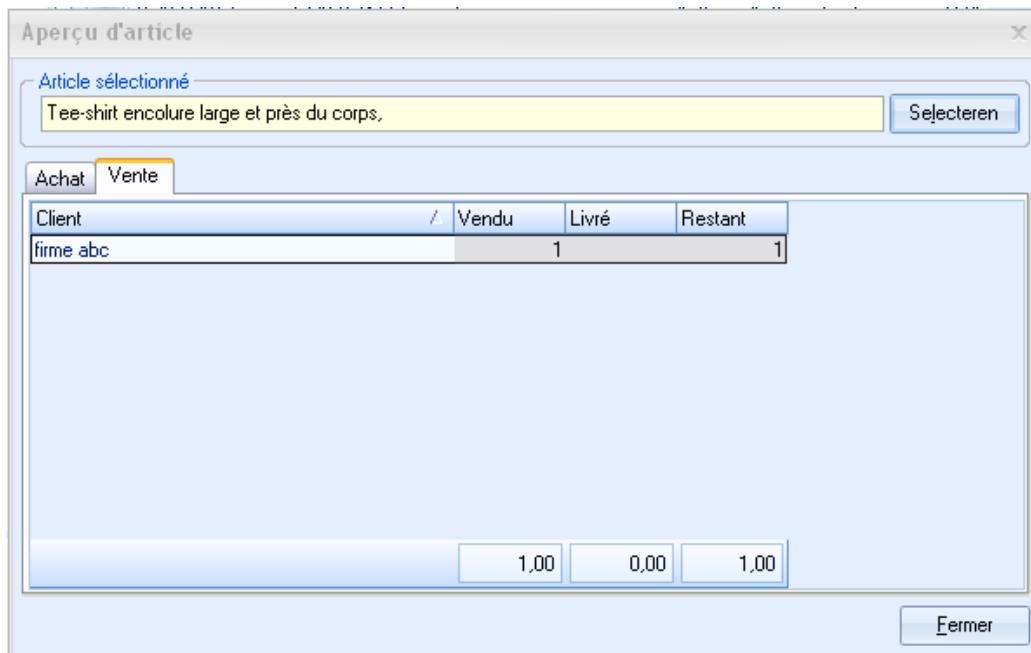 Aperçu d'article
Article sélectionné
Tee-shirt encolure large et près du corps,
Selecteren
Achat Vente
Client Vendu Livré Restant
firme abc 1 1
1,00 0,00 1,00
Fermer